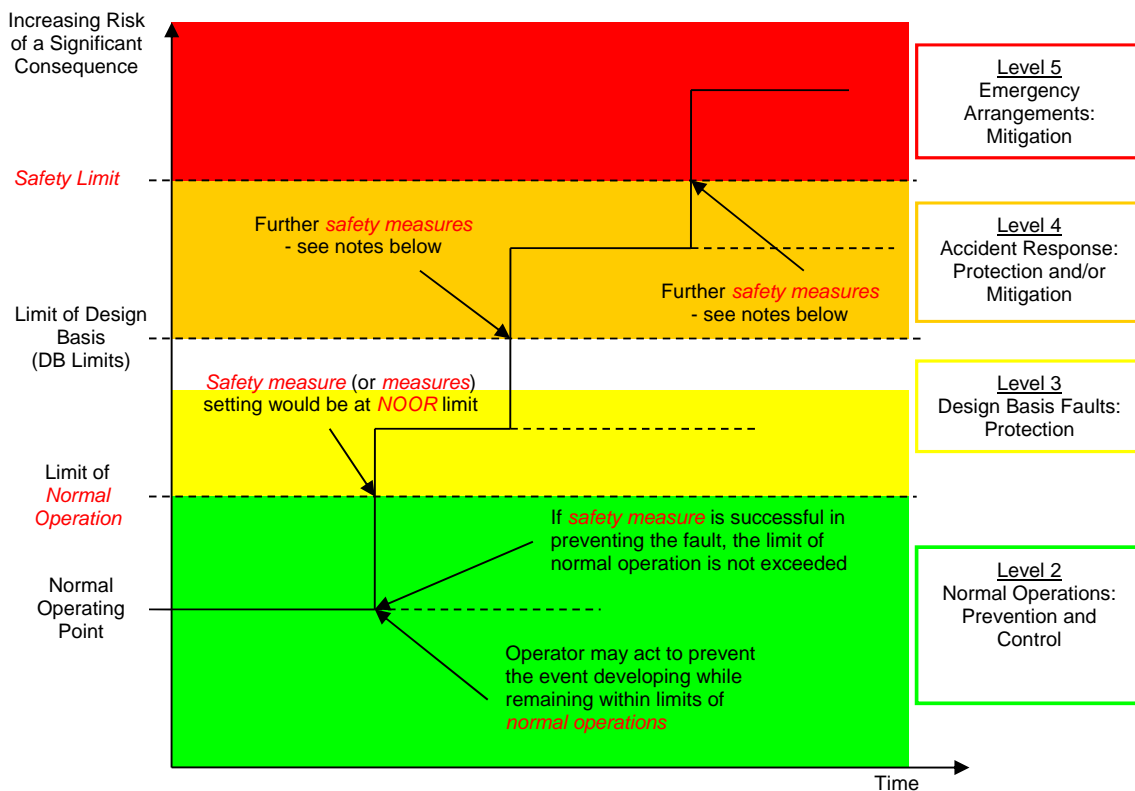 Increasing Risk
of a Significant
Consequence
Level 5
Emergency
Arrangements:
Mitigation
Safety Limit
Further safety measures
- see notes below
Level 4
Accident Response:
Protection and/or
Mitigation
Further safety measures
- see notes below
Limit of Design
Basis
(DB Limits)
Safety measure (or measures)
setting would be at NOOR limit
Level 3
Design Basis Faults:
Protection
Limit of
Normal
Operation
If safety measure is successful in
preventing the fault, the limit of
normal operation is not exceeded
Level 2
Normal Operations:
Prevention and
Control
Normal
Operating
Point
Operator may act to prevent
the event developing while
remaining within limits of
normal operations
Time